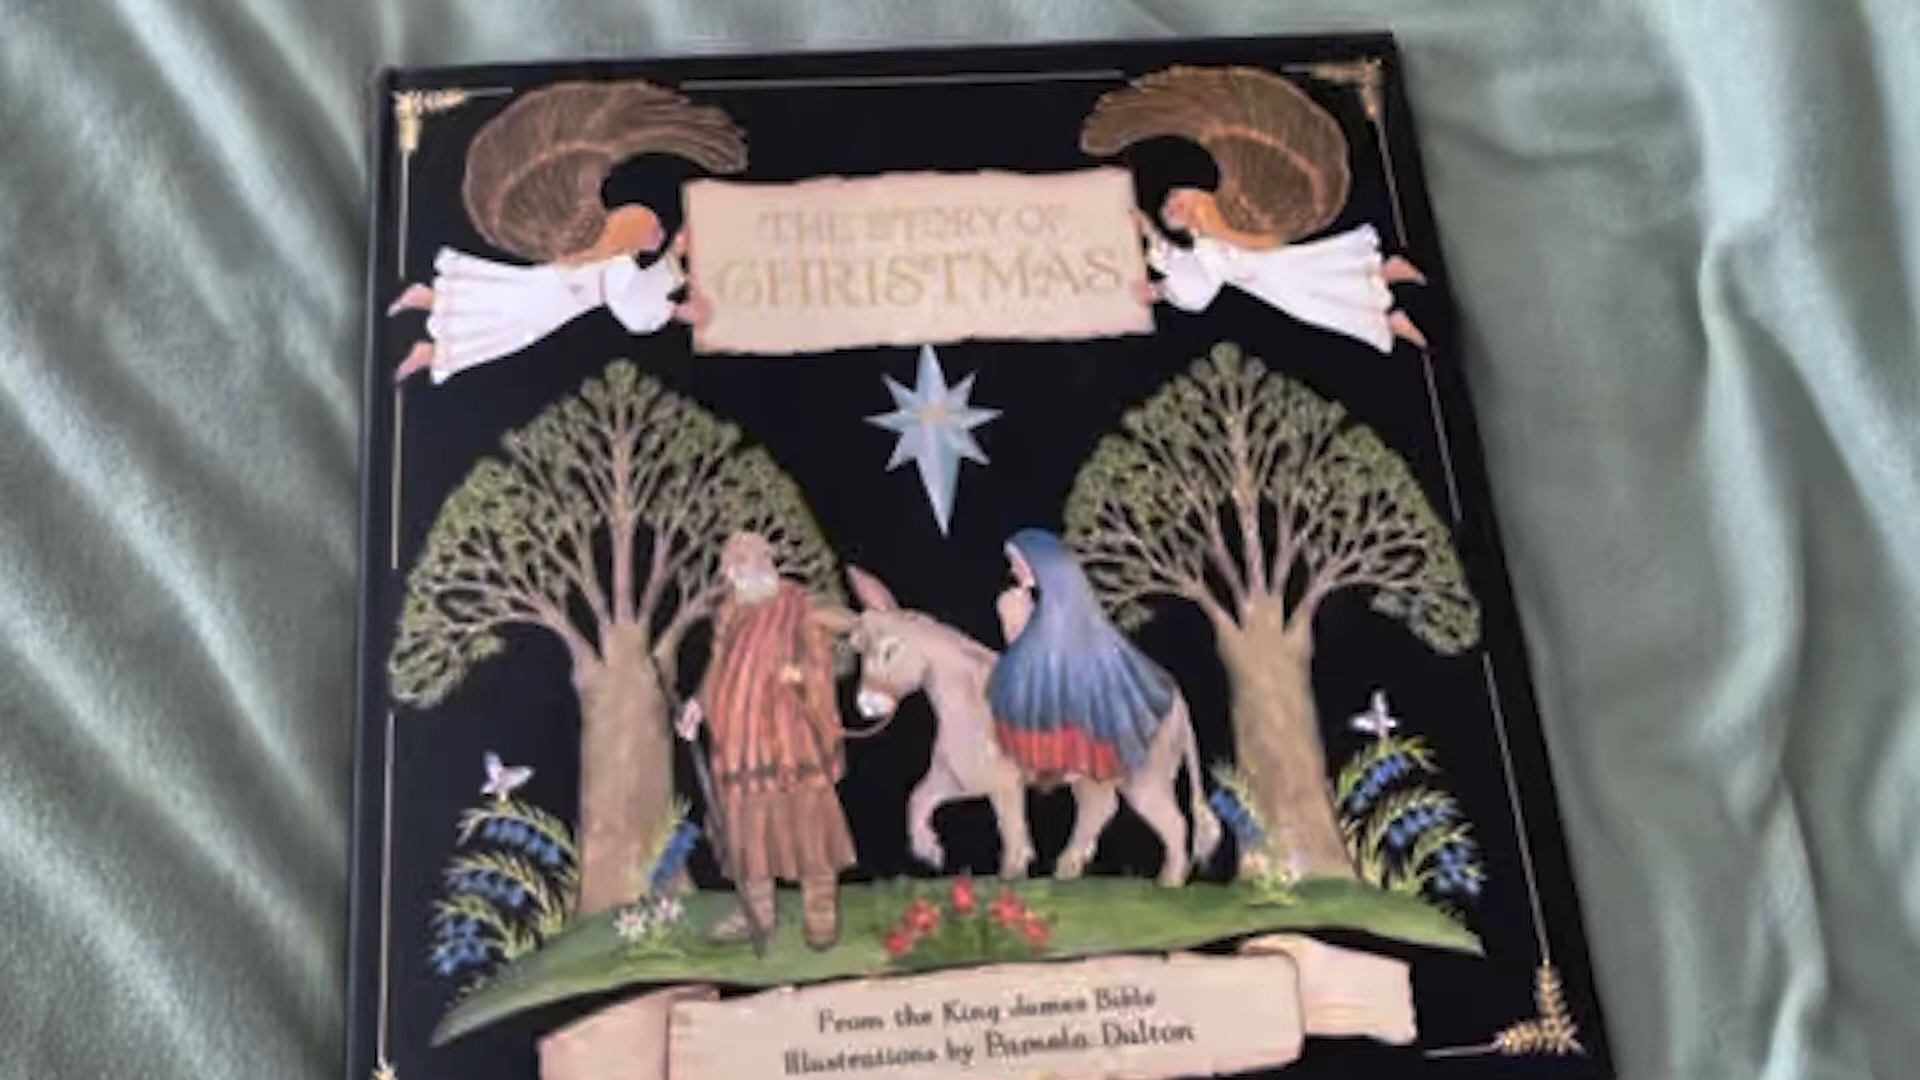 THE STORY OF
CHRISTMAS
From the King James Bible
Illustrations by Pamela Dalton